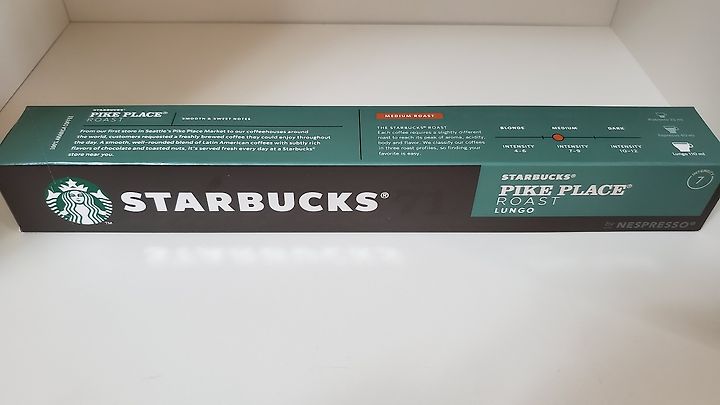 100% ARABICA COFFEE
STARBUCKS®
PIKE PLACE®
ROAST
SMOOTH & SWEET NOTES
From our first store in Seattle's Pike Place Market to our coffeehouses around
the world, customers requested a freshly brewed coffee they could enjoy throughout
the day. A smooth, well-rounded blend of Latin American coffees with subtly rich
flavors of chocolate and toasted nuts, it's served fresh every day at a Starbucks®
store near you.
MEDIUM ROAST
THE STARBUCKS® ROAST
Each coffee requires a slightly different
roast to reach its peak of aroma, acidity,
body and flavor. We classify our coffees
in three roast profiles, so finding your
favorite is easy.
BLONDE MEDIUM DARK
INTENSITY INTENSITY INTENSITY
4-6 7-9 10-12
Lungo 110 ml
STARBUCKS®
TM
STARBUCKS®
PIKE PLACE®
ROAST
LUNGO
INTENSITY
7
NESPRESSO®